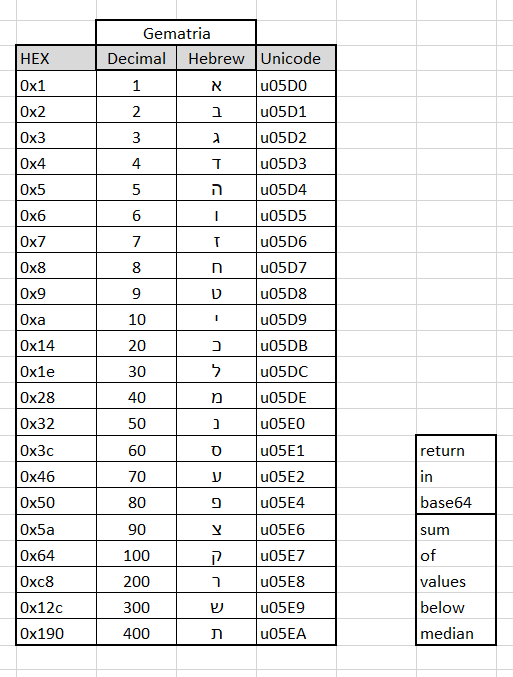 Gematria
HEX Decimal Hebrew Unicode
0x1 1 א u05D0
0x2 2 ב u05D1
0x3 3 ג u05D2
0x4 4 ד u05D3
0x5 5 ה u05D4
0x6 6 ו u05D5
0x7 7 ז u05D6
0x8 8 ח u05D7
0x9 9 ט u05D8
0xa 10 י u05D9
0x14 20 כ u05DB
0x1e 30 ל u05DC
0x28 40 מ u05DE
0x32 50 נ u05E0
0x3c 60 ס u05E1 return
0x46 70 ע u05E2 in
0x50 80 פ u05E4 base64
0x5a 90 צ u05E6 sum
0x64 100 ק u05E7 of
0xc8 200 ר u05E8 values
0x12c 300 ש u05E9 below
0x190 400 ת u05EA median